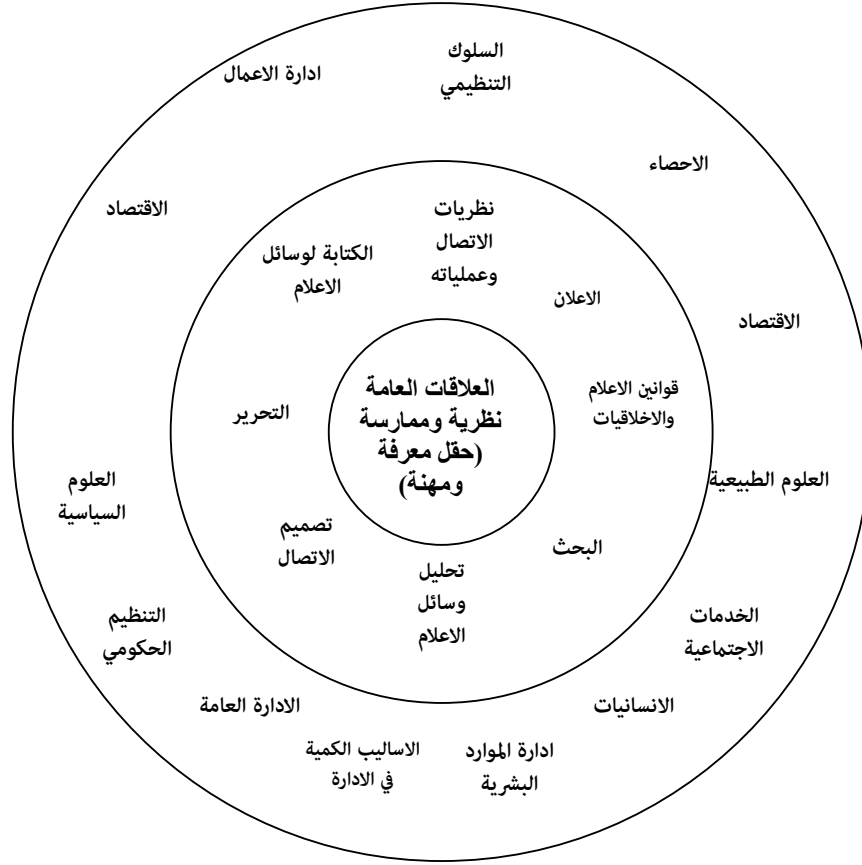 السلوك
التنظيمي
ادارة الاعمال
الاحصاء
الاقتصاد
الاقتصاد
العلوم الطبيعية
الخدمات
الاجتماعية
الانسانيات
ادارة الموارد
البشرية
الاساليب الكمية
في الادارة
الادارة العامة
التنظيم
الحكومي
العلوم
السياسية
نظريات
الاتصال
وعملياته
الكتابة لوسائل
الاعلام
الاعلان
قوانين الاعلام
والاخلاقيات
البحث
تحليل
وسائل
الاعلام
تصميم
الاتصال
التحرير
العلاقات العامة
نظرية وممارسة
(حقل معرفة
ومهنة)